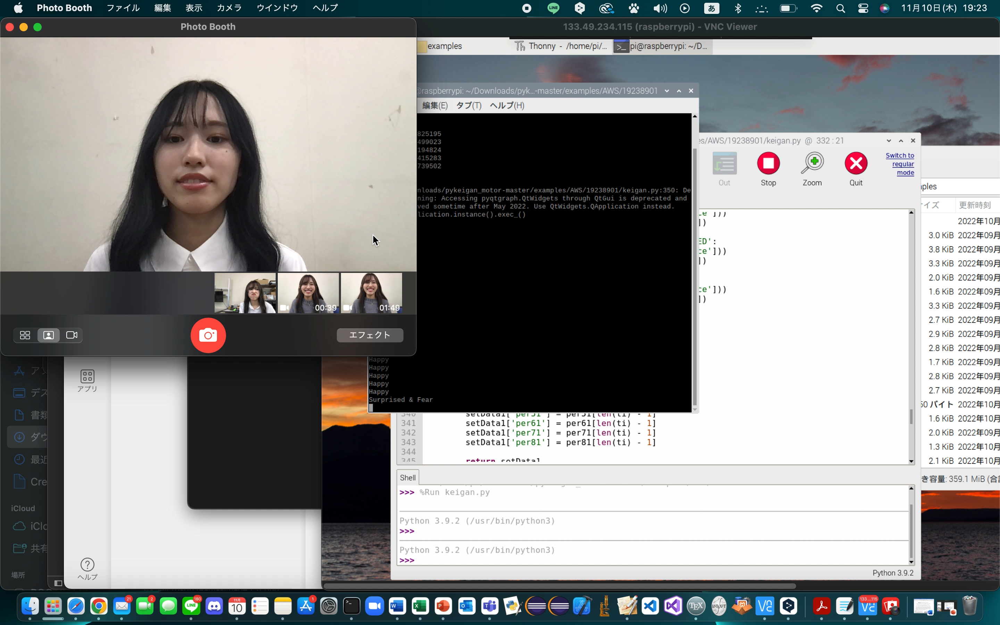 Photo Booth ファイル 編集 表示 カメラ ウインドウ ヘルプ
LINE あ 11月10日(木) 19:23
Photo Booth
133.49.234.115 (raspberrypi) - VNC Viewer
examples
Thonny - /home/pi/...
pi@raspberrypi: ~/D...
@raspberrypi: ~/Downloads/pyk...-master/examples/AWS/19238901
編集(E) タブ(T) ヘルプ(H)
825195
499023
194824
415283
739502
nloads/pykeigan_motor-master/examples/AWS/19238901/keigan.py:350: De
ning: Accessing pyqtgraph.QtWidgets through QtGui is deprecated and
ved sometime after May 2022. Use QtWidgets.QApplication instead.
lication.instance().exec_()
Happy
Happy
Happy
Happy
Happy
Surprised & Fear
es/AWS/19238901/keigan.py @ 332 : 21
Out
Stop
Zoom
Quit
Switch to
regular
mode
ce']))
])
ED':
ce']))
])
ce']))
])
340 setData1['per51'] = per51[len(ti) - 1]
341 setData1['per61'] = per61[len(ti) - 1]
342 setData1['per71'] = per71[len(ti) - 1]
343 setData1['per81'] = per81[len(ti) - 1]
344
345 return setData1
Shell
>>> %Run keigan.py
Python 3.9.2 (/usr/bin/python3)
>>>
Python 3.9.2 (/usr/bin/python3)
>>>
Python 3.9.2
ples
イズ 更新時刻
2022年10月
3.0 KiB 2022年09月
3.8 KiB 2022年09月
3.3 KiB 2022年09月
2.0 KiB 2022年09月
1.6 KiB 2022年09月
3.3 KiB 2022年09月
2.7 KiB 2022年09月
2.9 KiB 2022年09月
2.8 KiB 2022年09月
1.7 KiB 2022年09月
2.8 KiB 2022年09月
2.7 KiB 2022年09月
50 バイト 2022年10月
1.6 KiB 2022年10月
2.0 KiB 2022年09月
1.3 KiB 2022年10月
2.1 KiB 2022年10月
き容量: 359.1 MiB (合計
00:39
01:49
エフェクト
アプリ
ヘルプ
アプ
デス
書類
ダウ
最近
Cre
iCloud
iClo
共有
場所
21
2
LINE
180
11月
10
1
TEX
LATEXiT
133....115